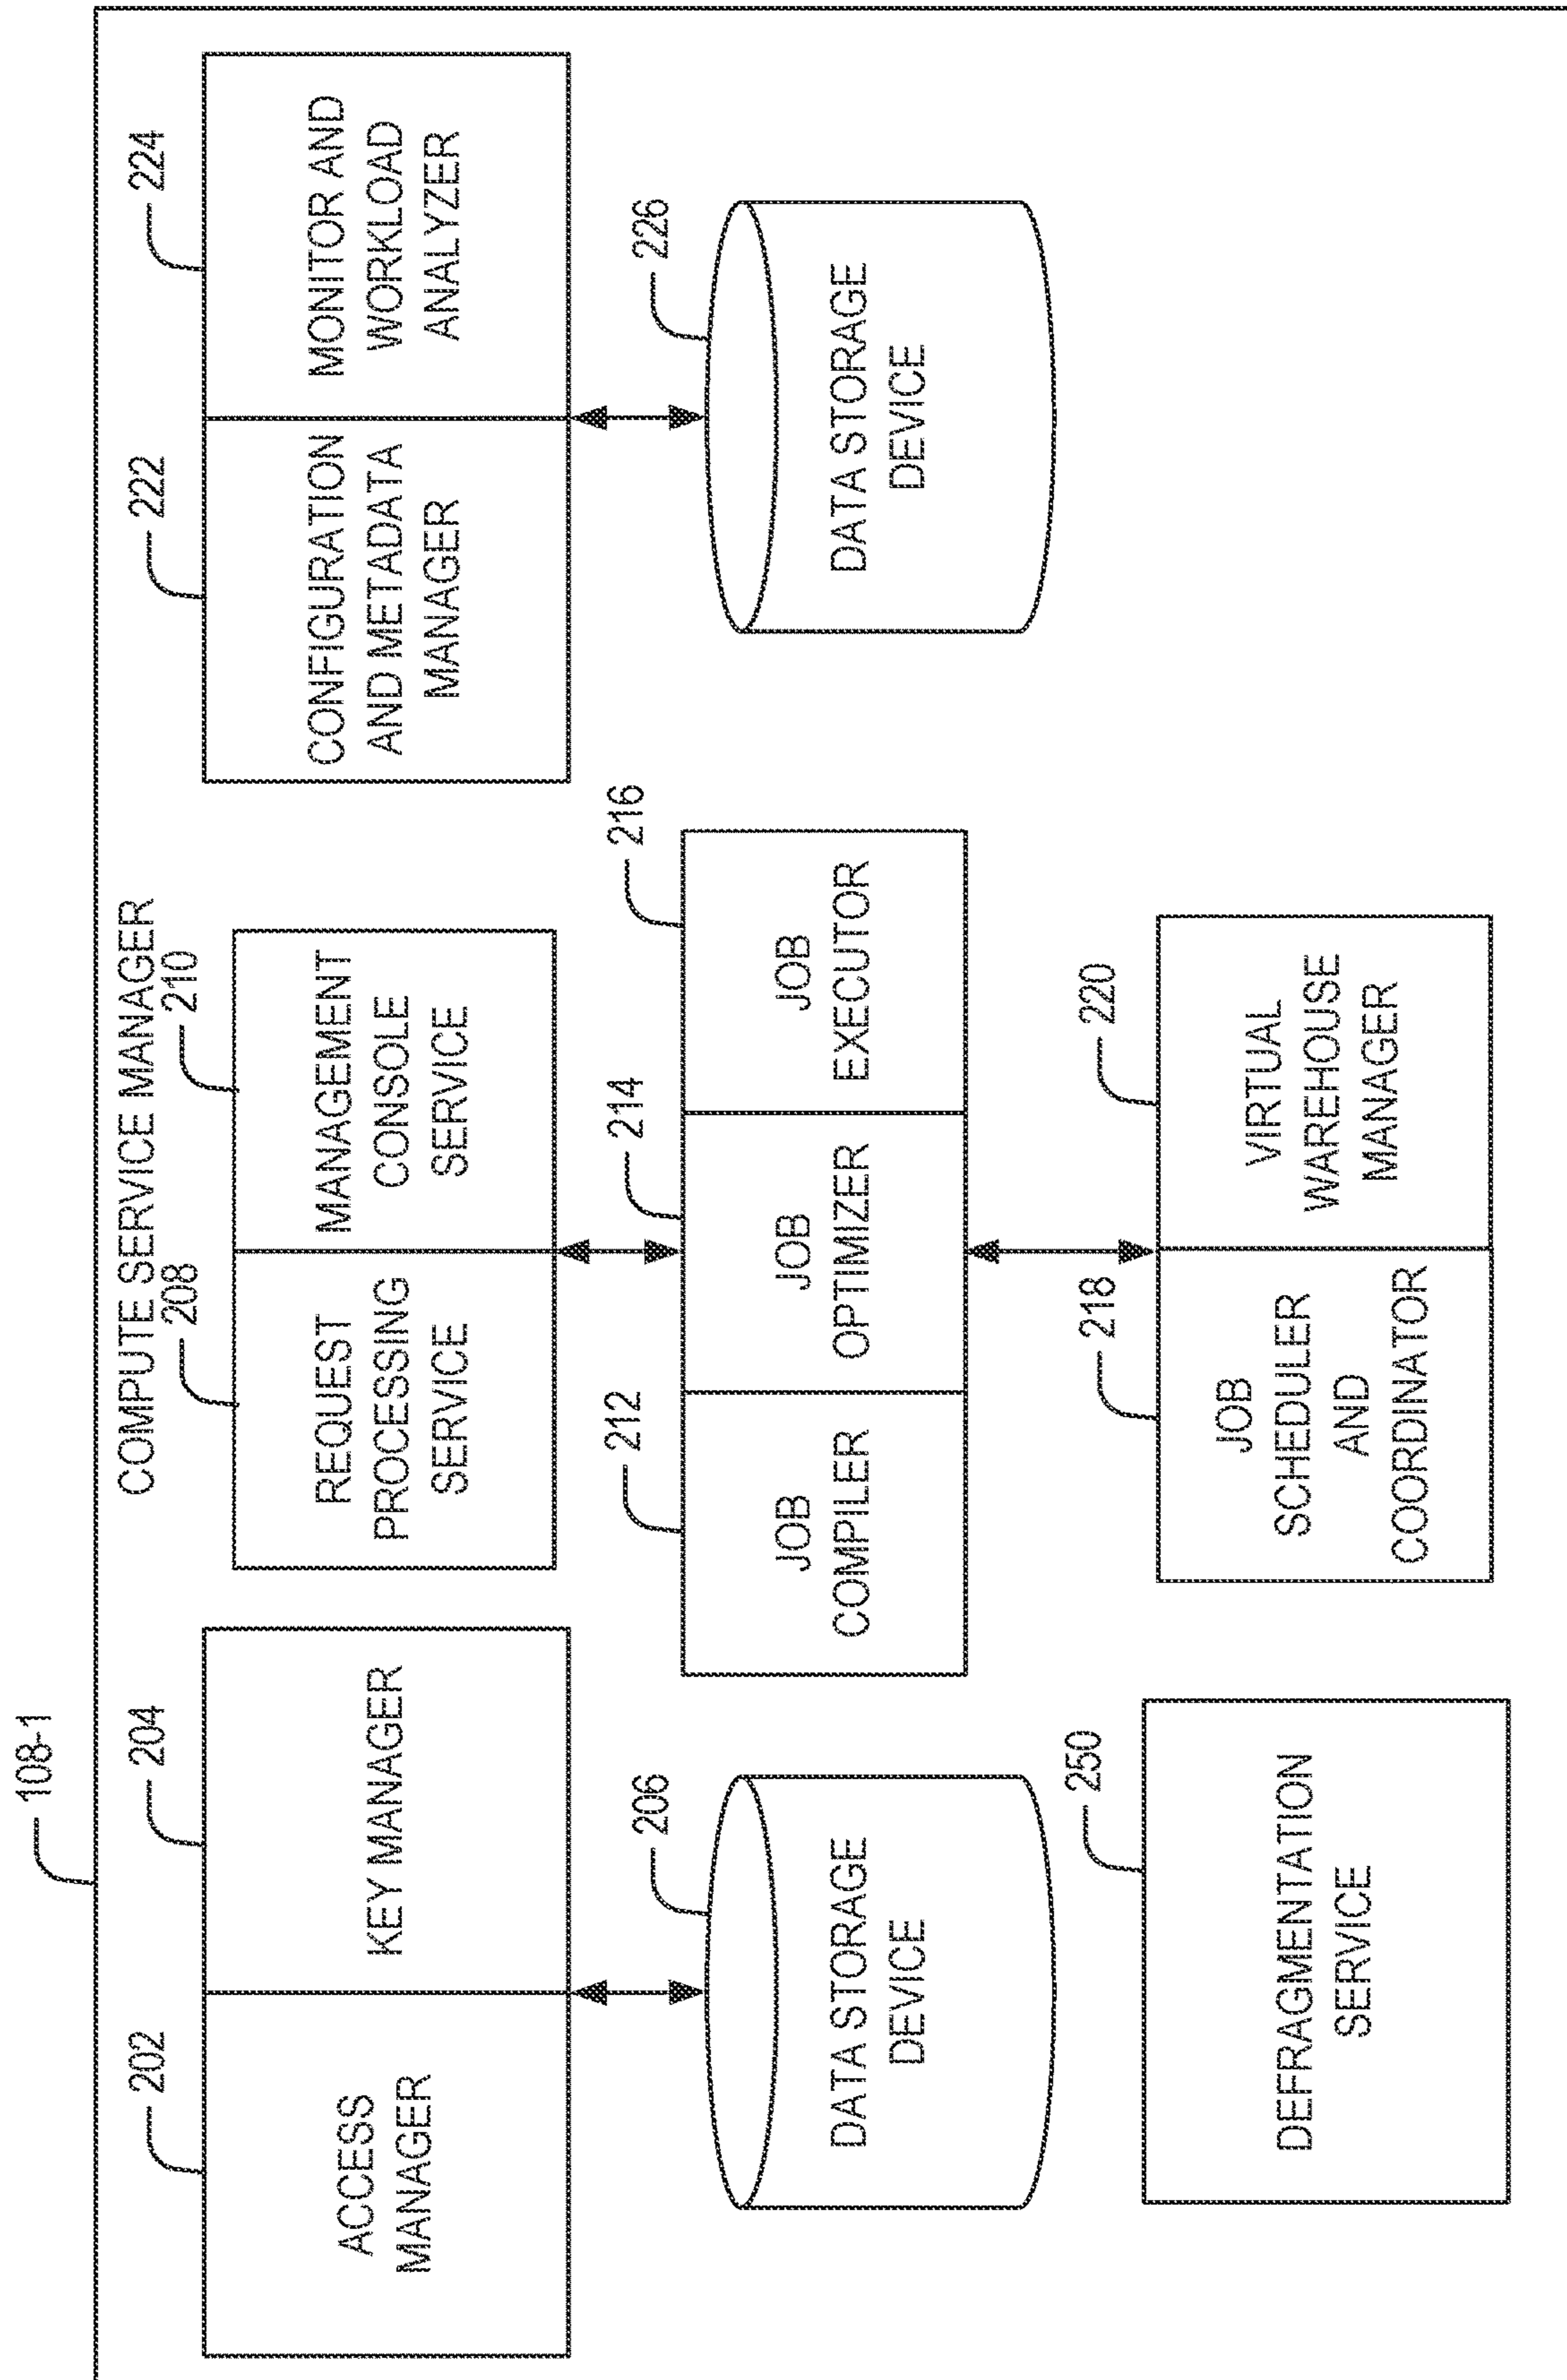 108-1
COMPUTE SERVICE MANAGER
202
204
208
210
222
224
ACCESS
MANAGER
KEY MANAGER
REQUEST
PROCESSING
SERVICE
MANAGEMENT
CONSOLE
SERVICE
CONFIGURATION
AND METADATA
MANAGER
MONITOR AND
WORKLOAD
ANALYZER
206
212
214
216
226
DATA STORAGE
DEVICE
JOB
COMPILER
JOB
OPTIMIZER
JOB
EXECUTOR
DATA STORAGE
DEVICE
250
218
220
DEFRAGMENTATION
SERVICE
JOB
SCHEDULER
AND
COORDINATOR
VIRTUAL
WAREHOUSE
MANAGER